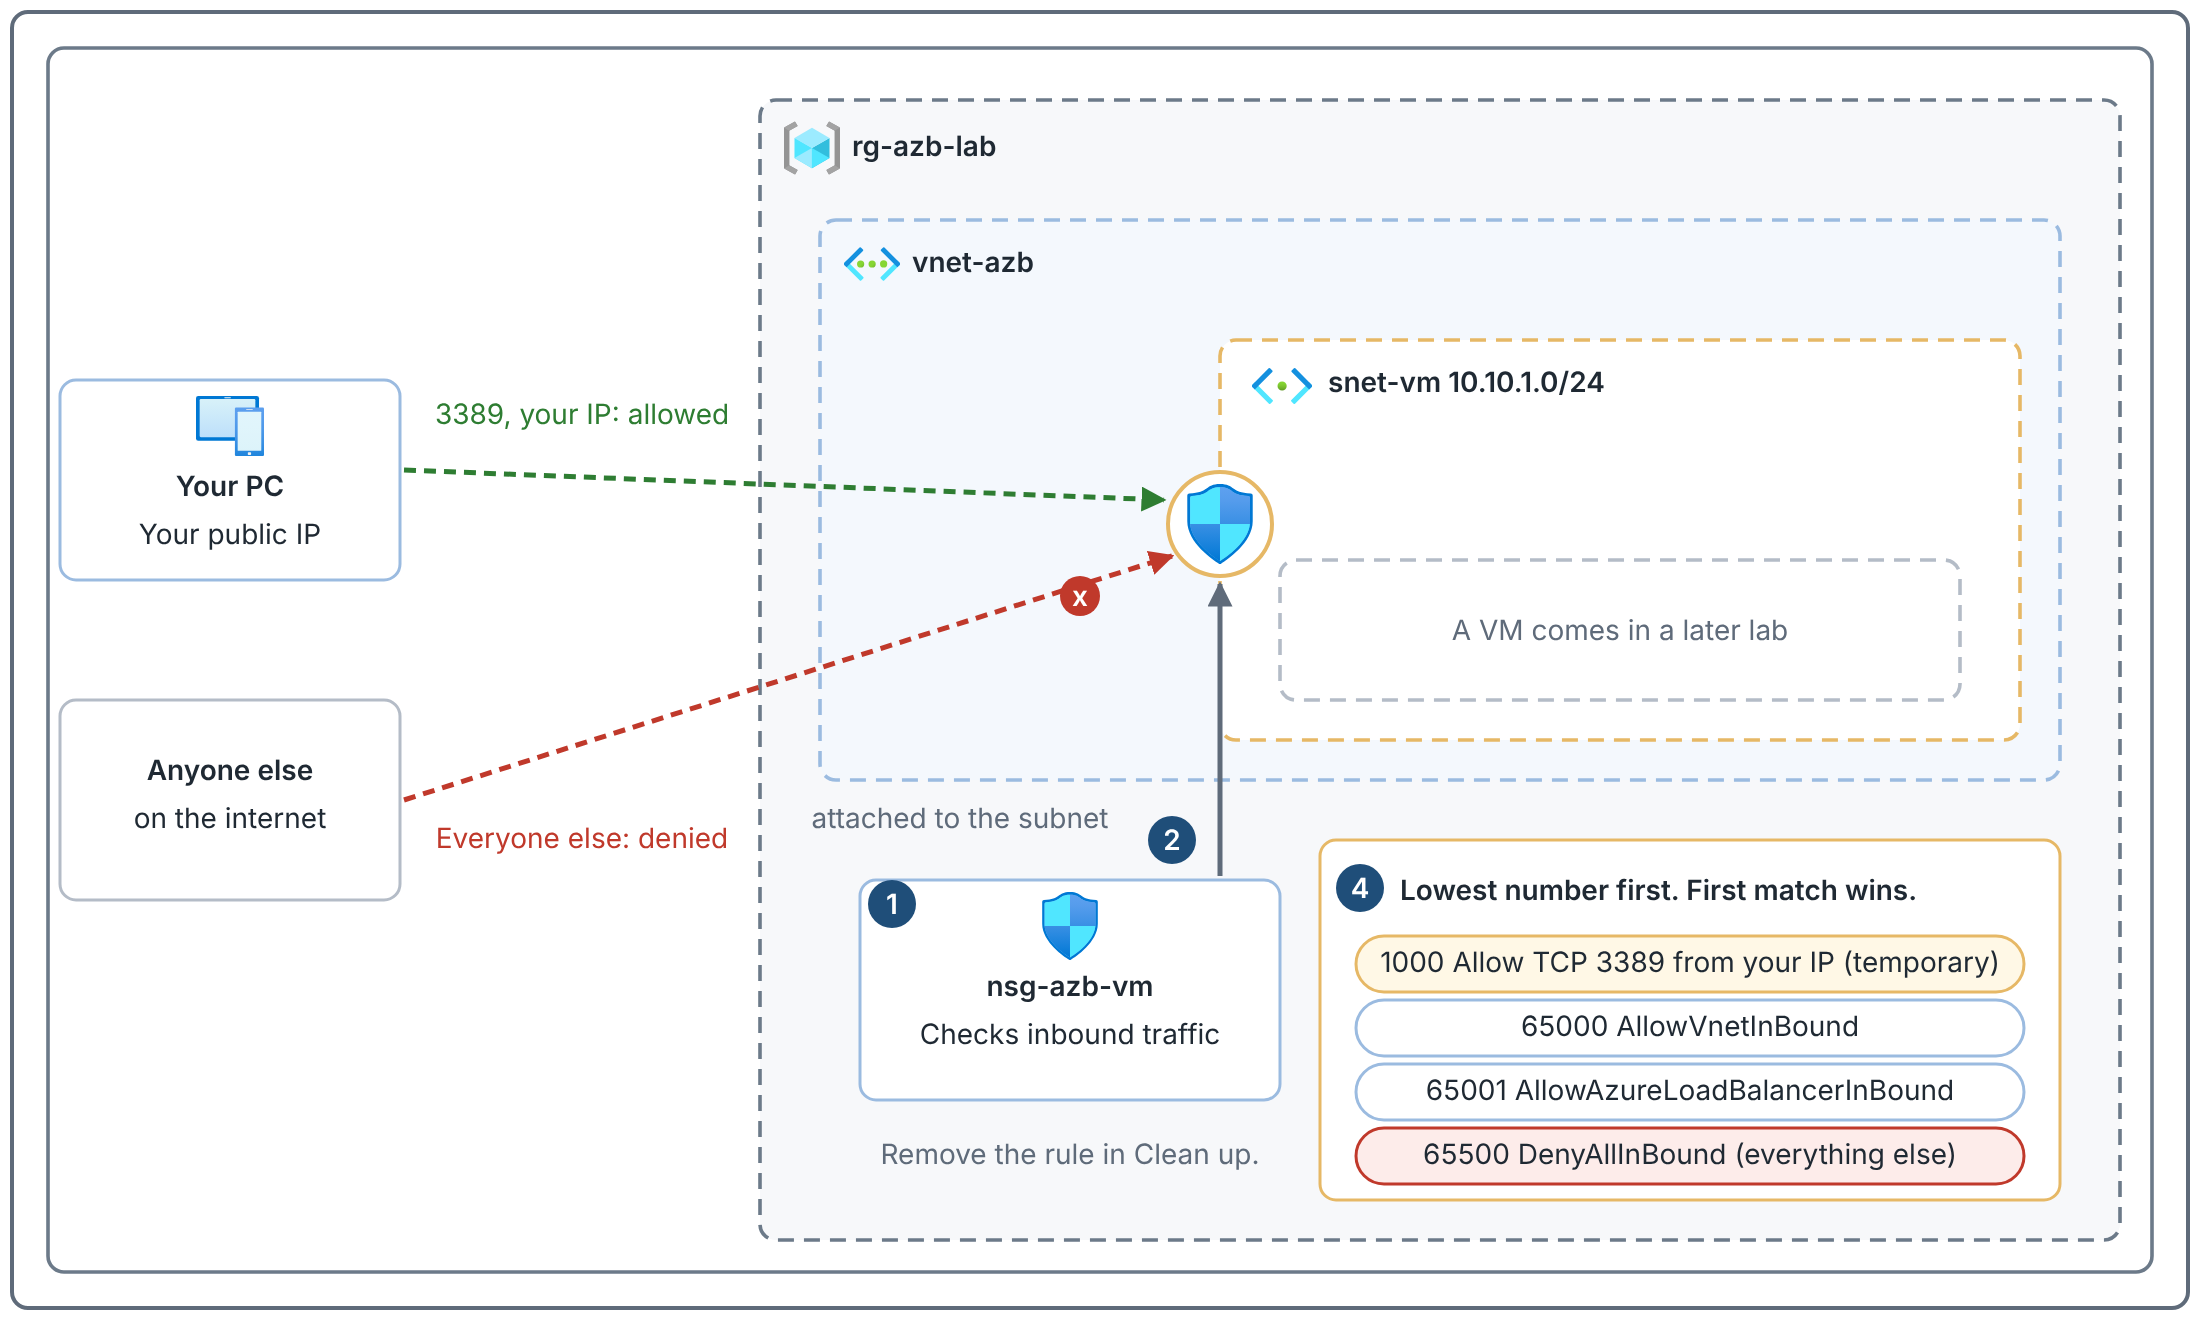 rg-azb-lab
vnet-azb
snet-vm 10.10.1.0/24
3389, your IP: allowed
Your PC
Your public IP
x
A VM comes in a later lab
Anyone else
on the internet
Everyone else: denied
attached to the subnet
2
1
nsg-azb-vm
Checks inbound traffic
Remove the rule in Clean up.
4 Lowest number first. First match wins.
1000 Allow TCP 3389 from your IP (temporary)
65000 AllowVnetInBound
65001 AllowAzureLoadBalancerInBound
65500 DenyAllInBound (everything else)